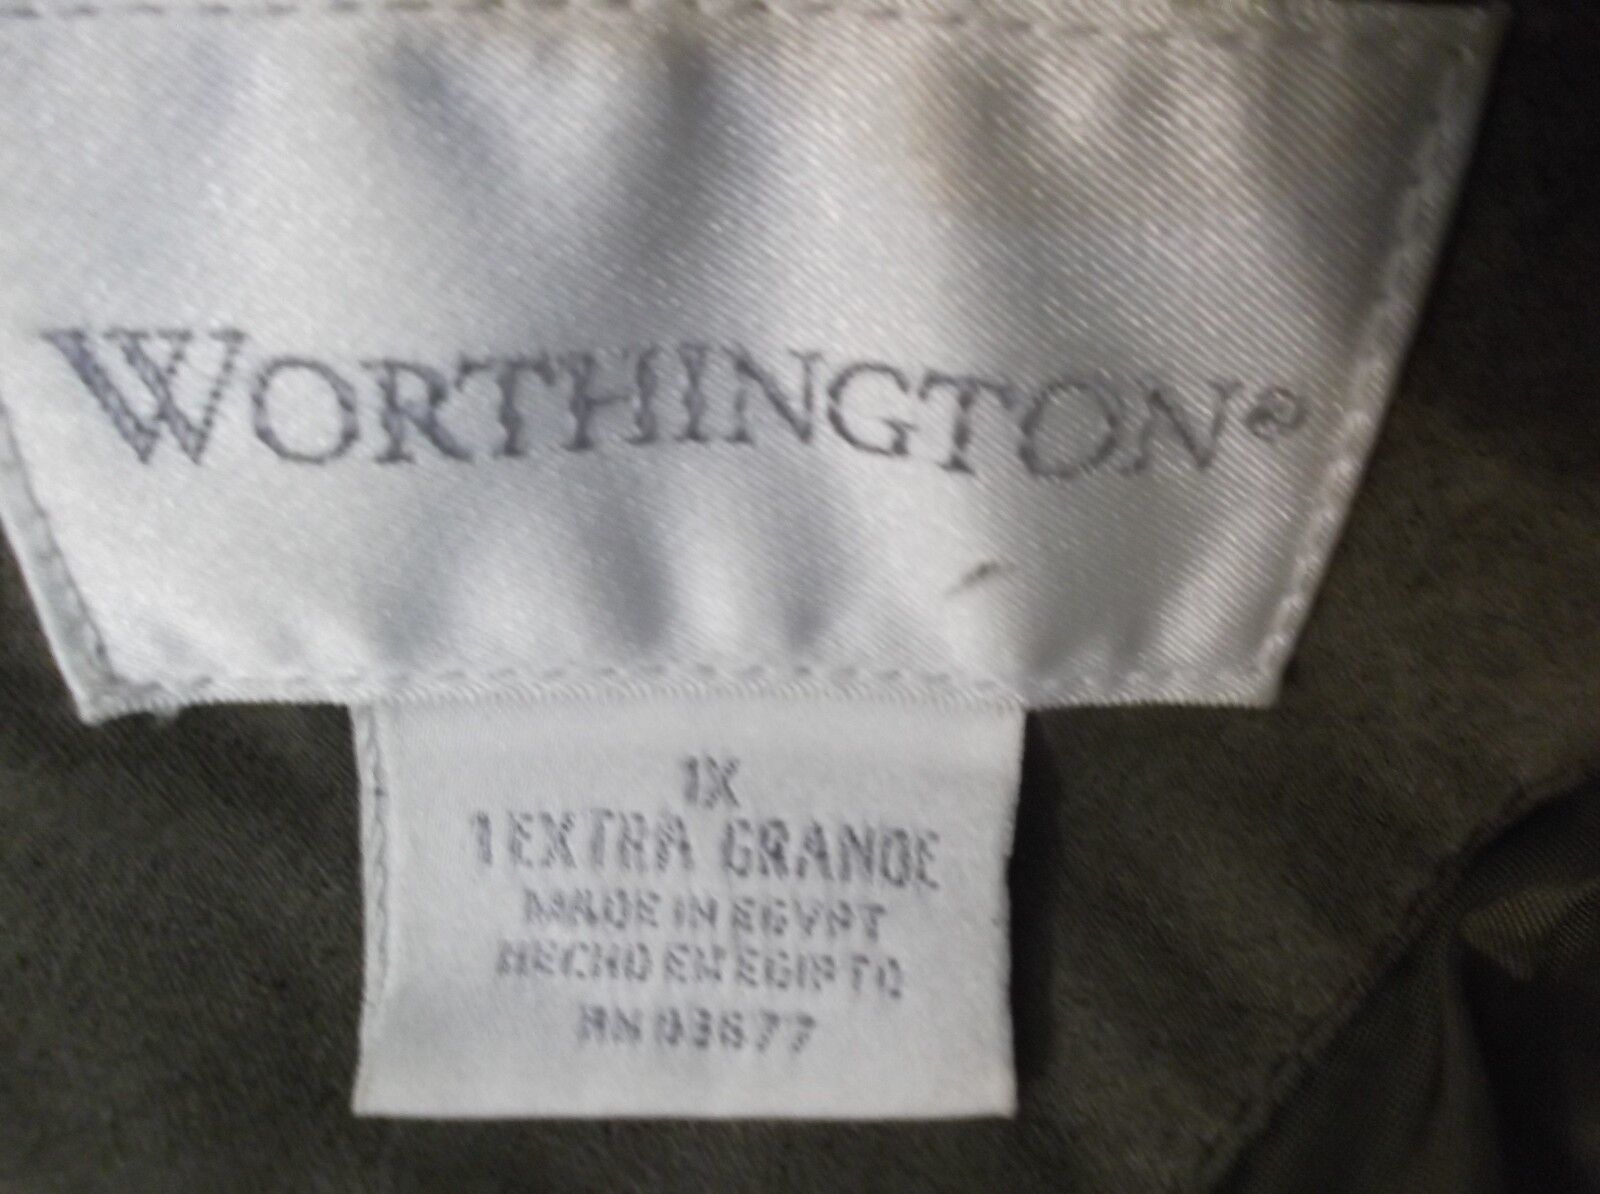 WORTHINGTON®
1X
1 EXTRA GRANDE
MADE IN EGYPT
HECHO EN EGIPTO
RN 93677